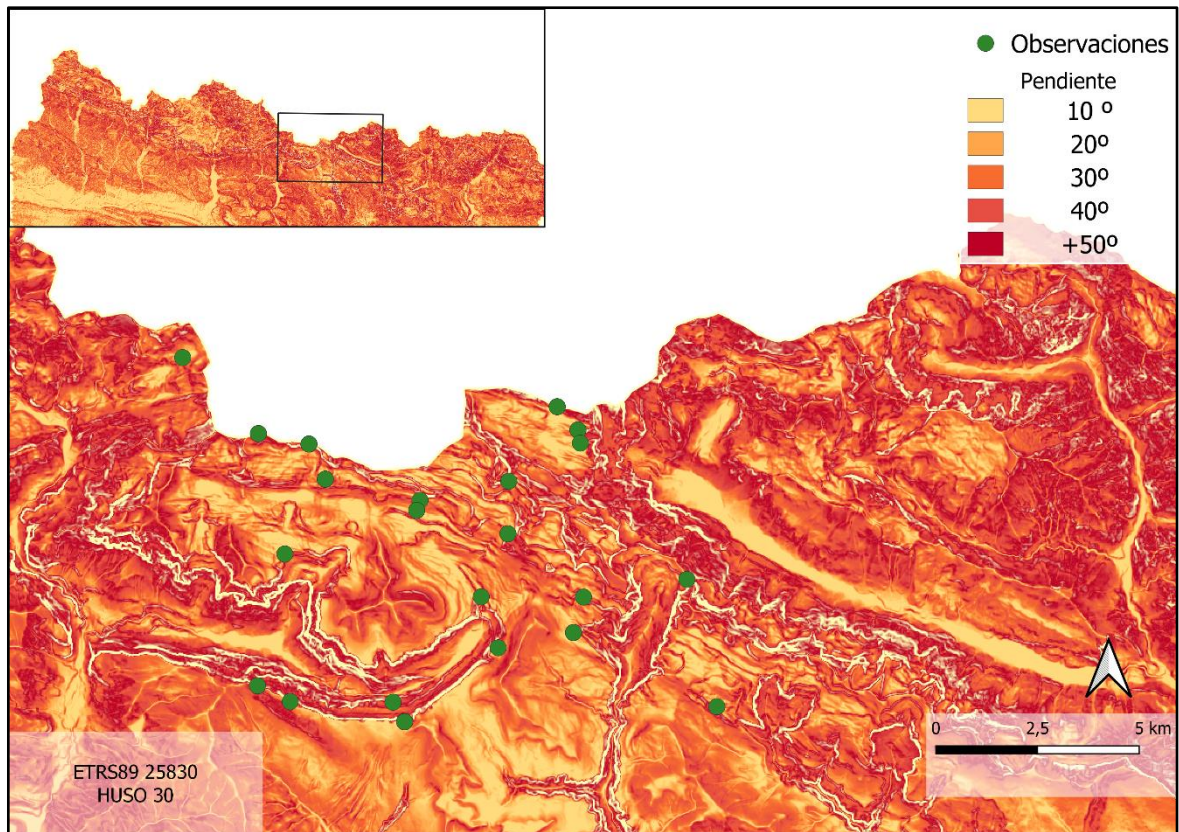 Observaciones
Pendiente
10 º
20º
30º
40º
+50º
0 2,5 5 km
ETRS89 25830
HUSO 30